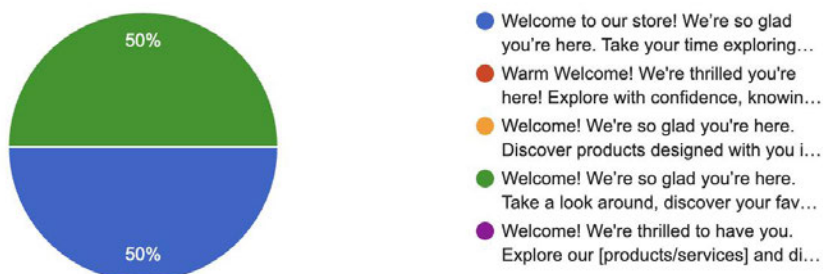 50%
50%
Welcome to our store! We’re so glad
you’re here. Take your time exploring…
Warm Welcome! We're thrilled you're
here! Explore with confidence, knowin…
Welcome! We're so glad you're here.
Discover products designed with you i…
Welcome! We’re so glad you’re here.
Take a look around, discover your fav…
Welcome! We're thrilled to have you.
Explore our [products/services] and di…